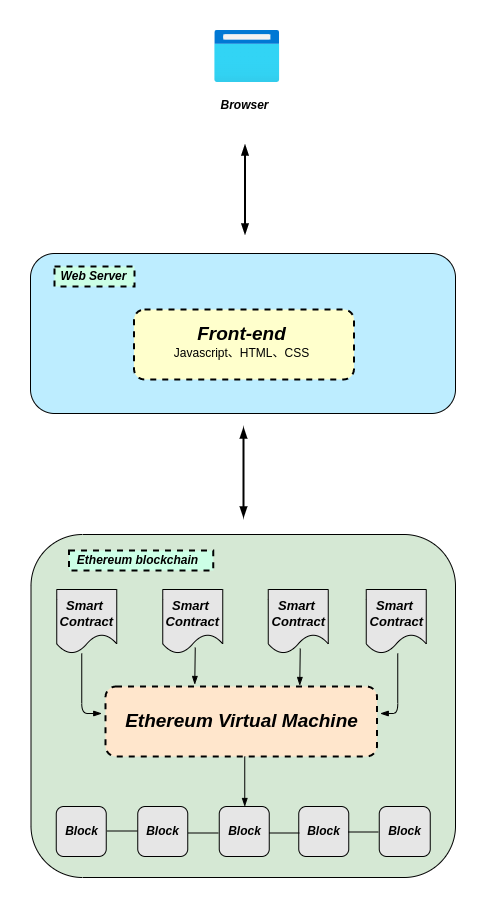 Browser
Web Server
Front-end
Javascript、HTML、CSS
Ethereum blockchain
Smart
Contract
Smart
Contract
Smart
Contract
Smart
Contract
Ethereum Virtual Machine
Block
Block
Block
Block
Block